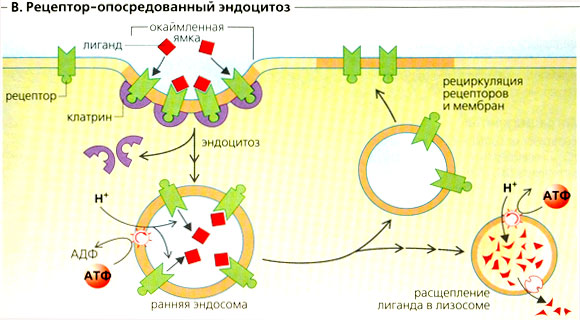 В. Рецептор-опосредованный эндоцитоз
окаймленная
ямка
лиганд
рецептор
клатрин
рециркуляция
рецепторов
и мембран
эндоцитоз
H⁺
АДФ
АТФ
ранняя эндосома
H⁺
АТФ
расщепление
лиганда в лизосоме